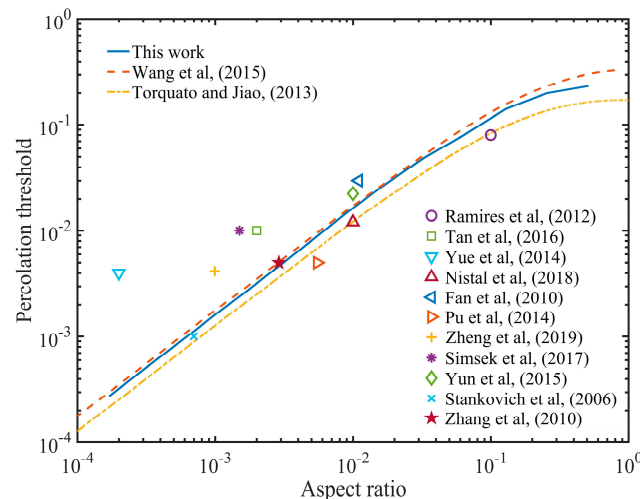 10^0
10^-1
10^-2
10^-3
10^-4
Percolation threshold
This work
Wang et al, (2015)
Torquato and Jiao, (2013)
Ramires et al, (2012)
Tan et al, (2016)
Yue et al, (2014)
Nistal et al, (2018)
Fan et al, (2010)
Pu et al, (2014)
Zheng et al, (2019)
Simsek et al, (2017)
Yun et al, (2015)
Stankovich et al, (2006)
Zhang et al, (2010)
10^-4 10^-3 10^-2 10^-1 10^0
Aspect ratio